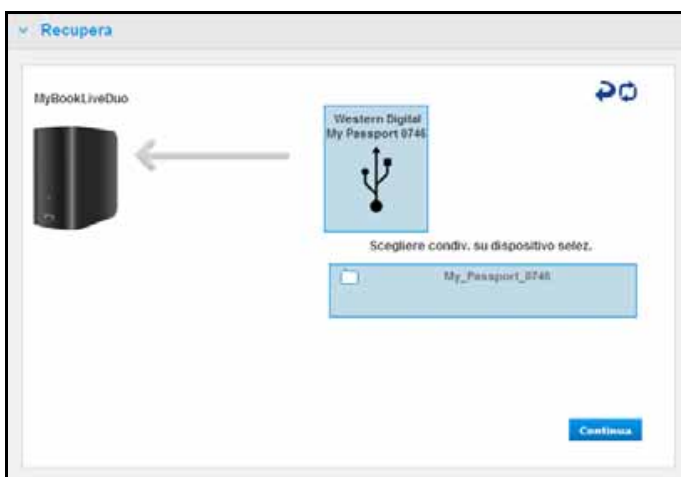 Recupera
MyBookLiveDuo
Western Digital
My Passport 0746
Scegliere condiv. su dispositivo selez.
My_Passport_0746
Continua